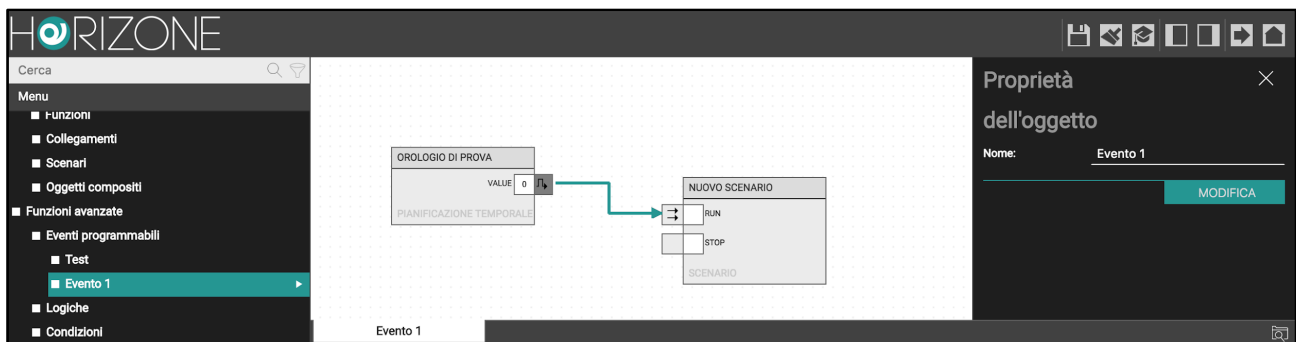 HORIZONE
Cerca
Menu
Funzioni
Collegamenti
Scenari
Oggetti compositi
Funzioni avanzate
Eventi programmabili
Test
Evento 1
Logiche
Condizioni
OROLOGIO DI PROVA
VALUE 0
PIANIFICAZIONE TEMPORALE
NUOVO SCENARIO
RUN
STOP
SCENARIO
Evento 1
Proprietà
dell'oggetto
Nome: Evento 1
MODIFICA